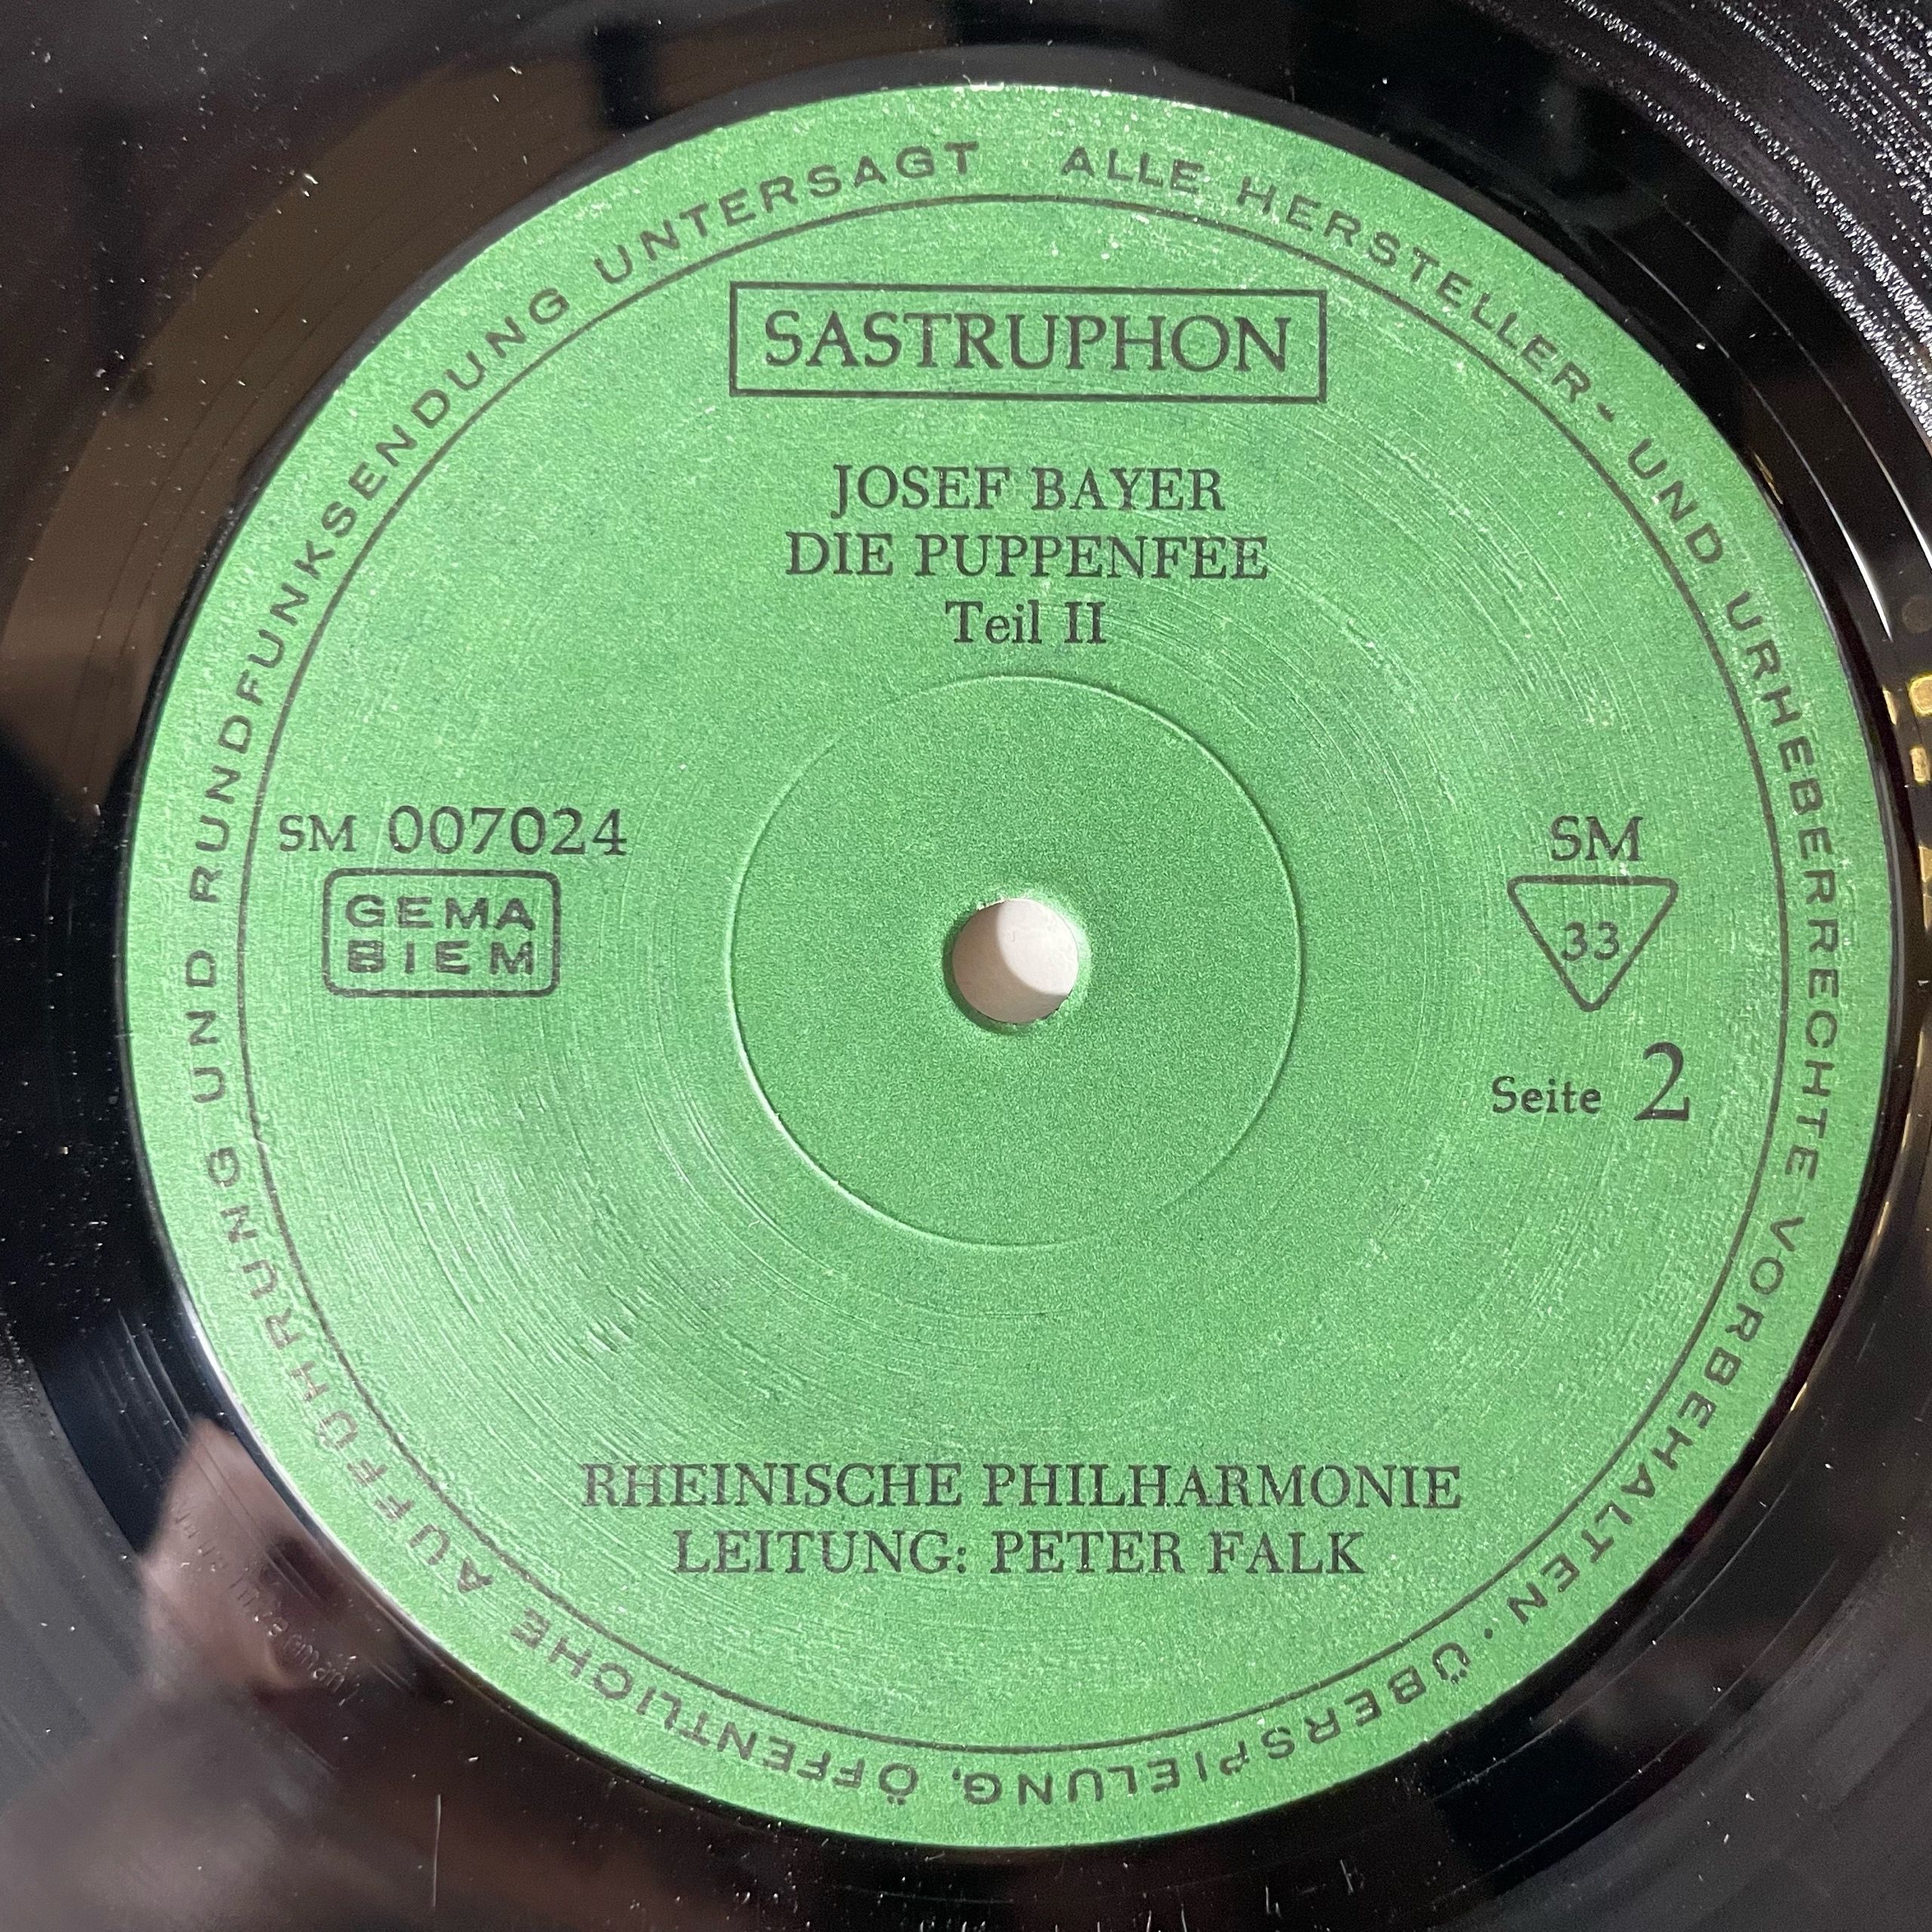 ALLE HERSTELLER- UND URHEBERRECHTE VORBEHALTEN · ÜBERSPIELUNG, ÖFFENTLICHE AUFFÜHRUNG UND RUNDFUNKSENDUNG UNTERSAGT
SASTRUPHON
JOSEF BAYER
DIE PUPPENFEE
Teil II
SM 007024
GEMA
BIEM
SM
33
Seite 2
RHEINISCHE PHILHARMONIE
LEITUNG: PETER FALK